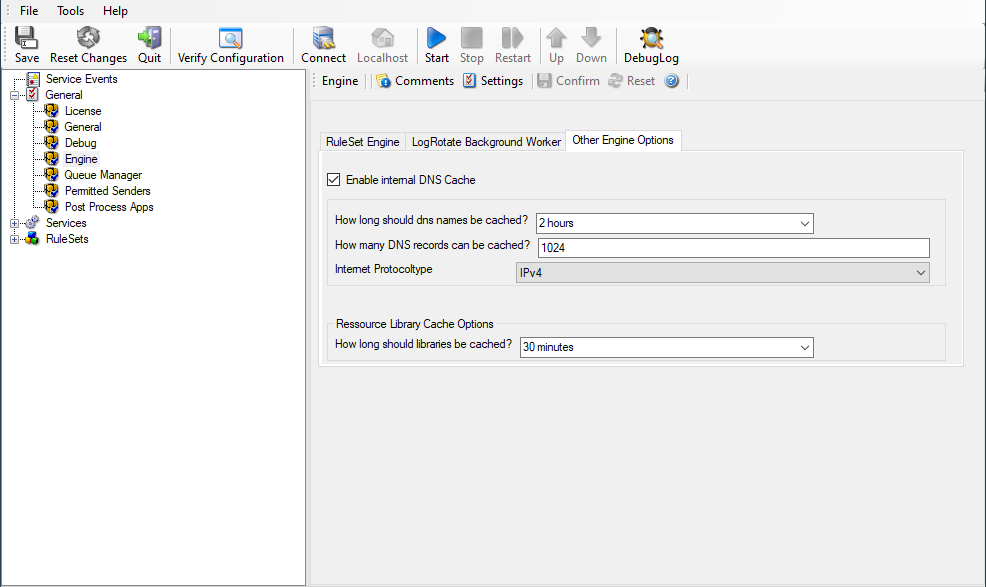 File Tools Help
Save Reset Changes Quit Verify Configuration Connect Localhost Start Stop Restart Up Down DebugLog
Service Events
General
License
General
Debug
Engine
Queue Manager
Permitted Senders
Post Process Apps
Services
RuleSets
Engine Comments Settings Confirm Reset ?
RuleSet Engine LogRotate Background Worker Other Engine Options
Enable internal DNS Cache
How long should dns names be cached? 2 hours
How many DNS records can be cached? 1024
Internet Protocoltype IPv4
Ressource Library Cache Options
How long should libraries be cached? 30 minutes